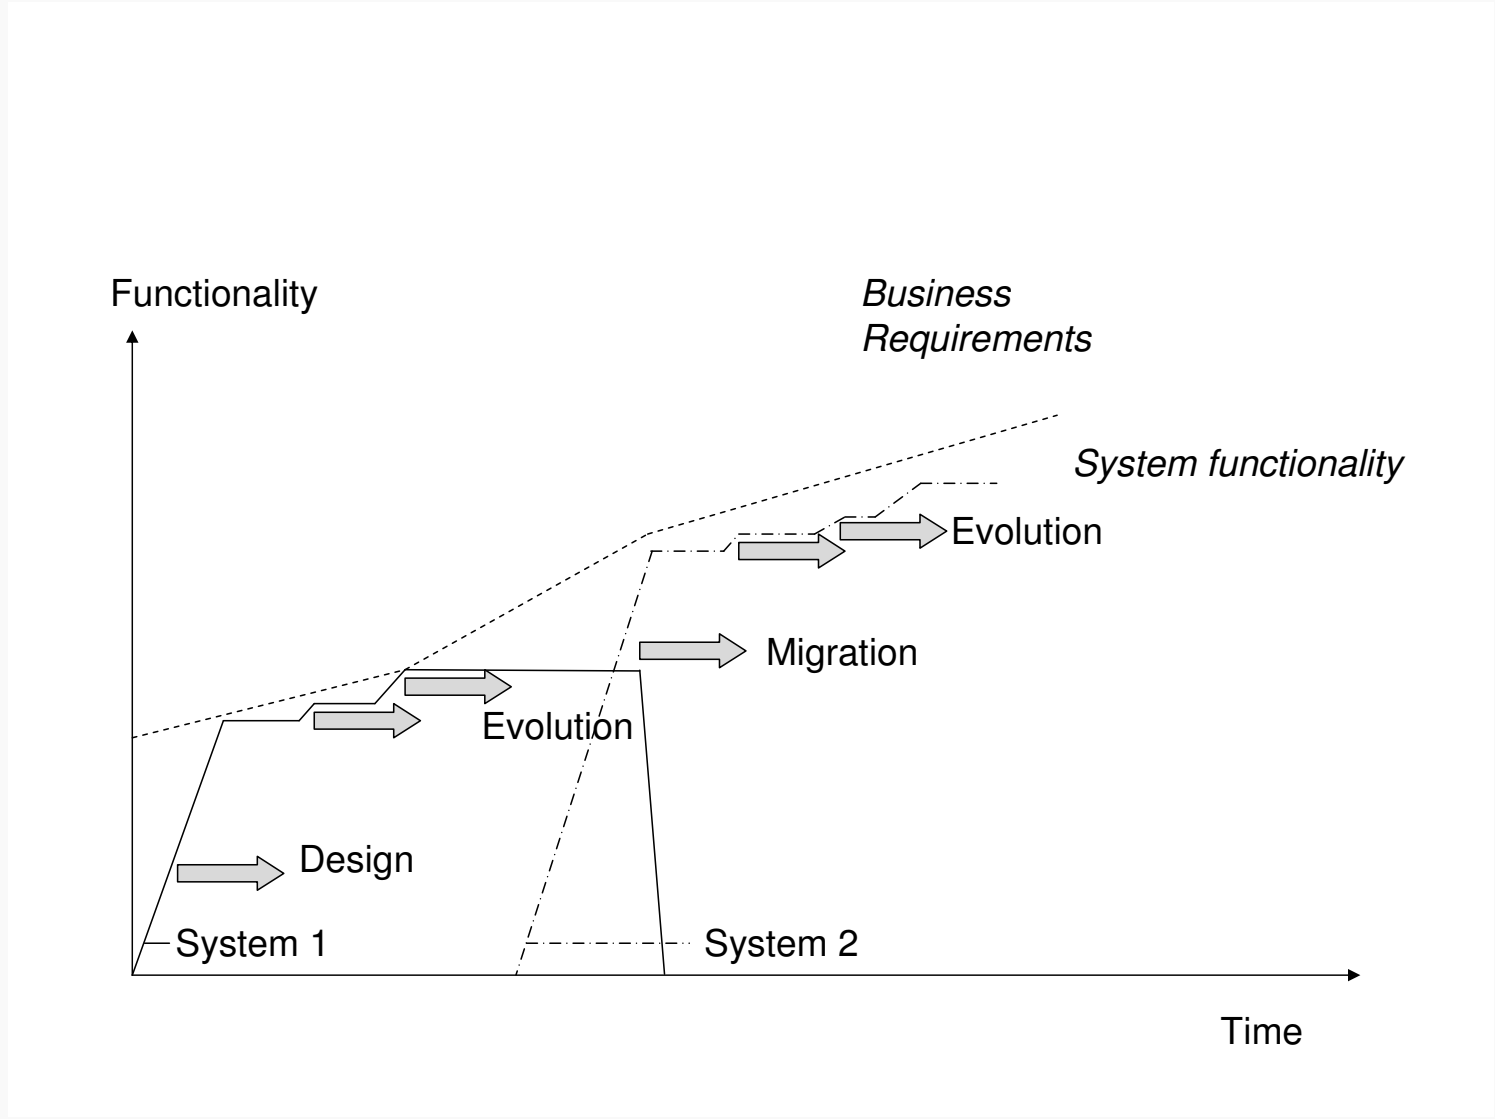 Functionality
Business
Requirements
System functionality
Evolution
Migration
Evolution
Design
System 1
System 2
Time